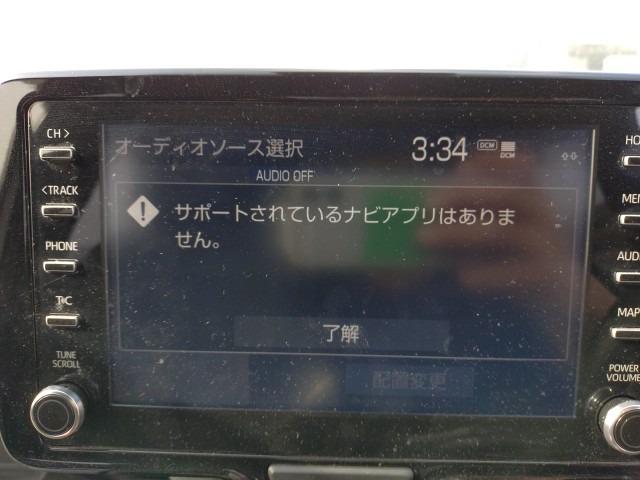 CH >
オーディオソース選択
3:34
DCM
DCM
AUDIO OFF
< TRACK
サポートされているナビアプリはありま
せん。
PHONE
T C
了解
配置変更
TUNE
SCROLL
HO
MEN
AUD
MAP
POWER
VOLUME